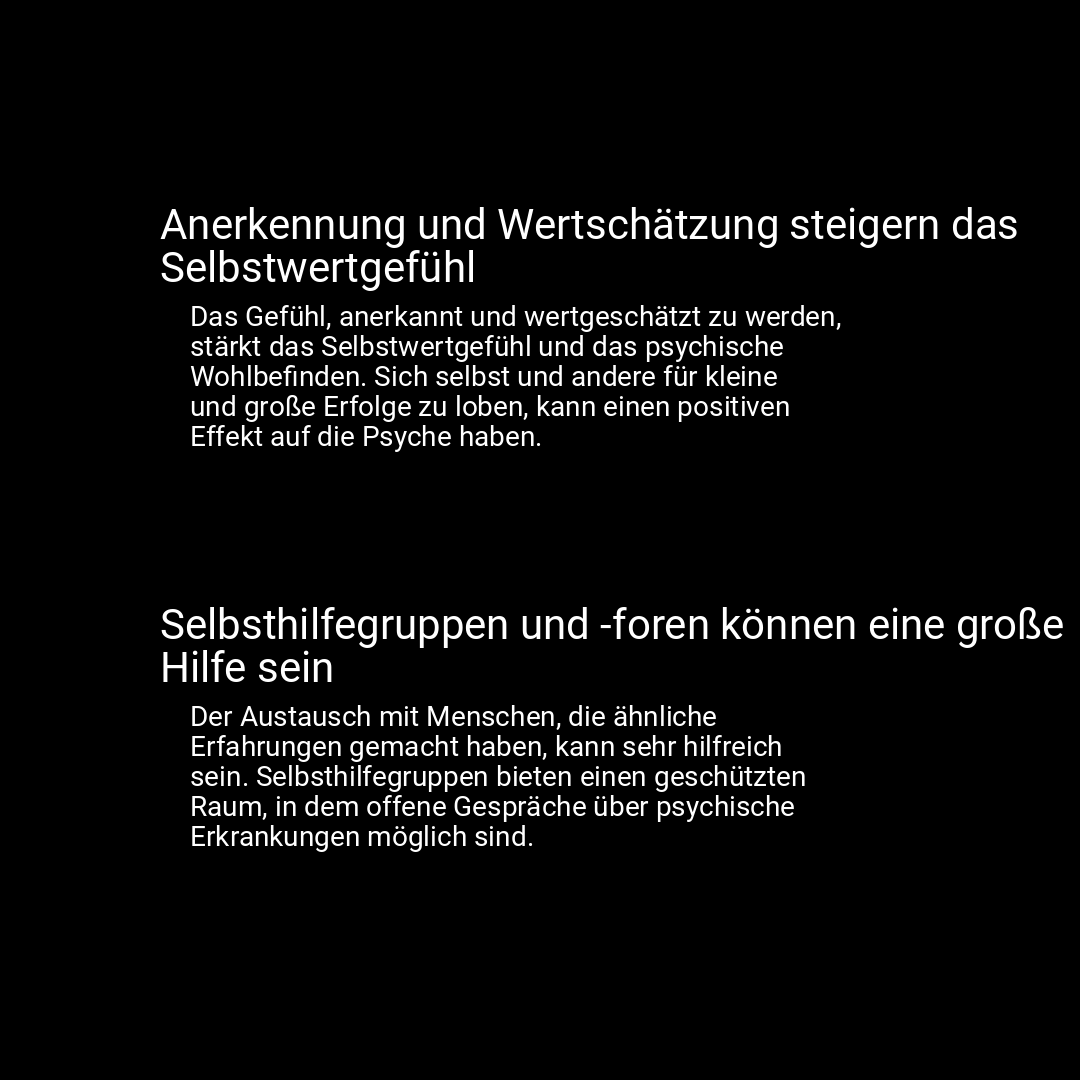 Anerkennung und Wertschätzung steigern das
Selbstwertgefühl
Das Gefühl, anerkannt und wertgeschätzt zu werden,
stärkt das Selbstwertgefühl und das psychische
Wohlbefinden. Sich selbst und andere für kleine
und große Erfolge zu loben, kann einen positiven
Effekt auf die Psyche haben.
Selbsthilfegruppen und -foren können eine große
Hilfe sein
Der Austausch mit Menschen, die ähnliche
Erfahrungen gemacht haben, kann sehr hilfreich
sein. Selbsthilfegruppen bieten einen geschützten
Raum, in dem offene Gespräche über psychische
Erkrankungen möglich sind.